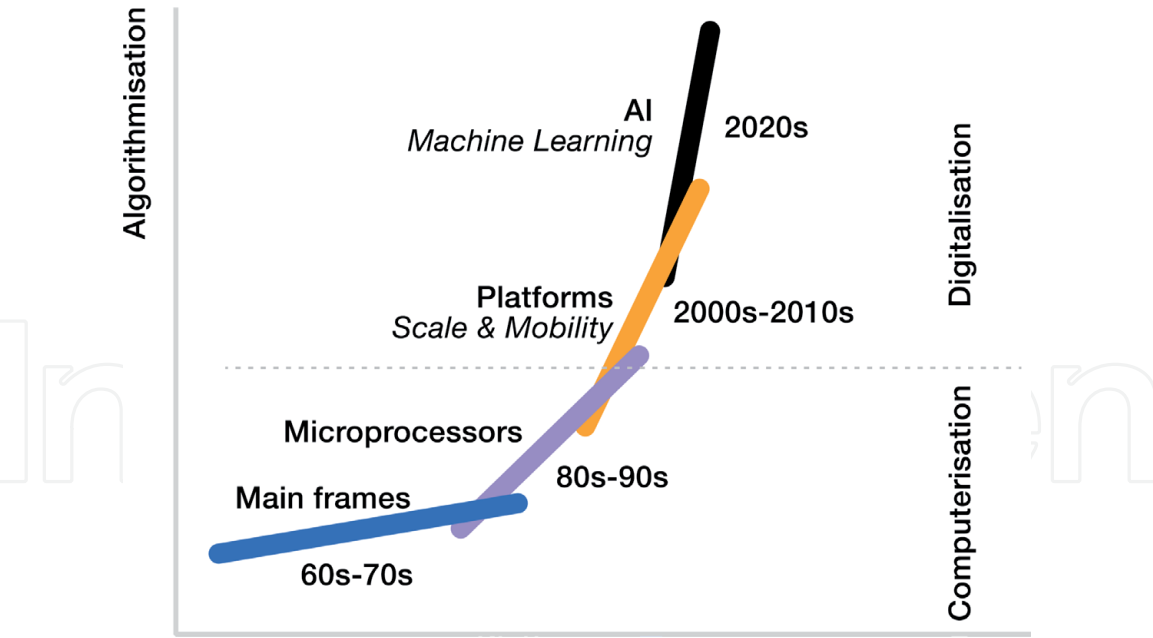 Algorithmisation
AI
Machine Learning
2020s
Digitalisation
Platforms
Scale & Mobility
2000s-2010s
Microprocessors
80s-90s
Main frames
60s-70s
Computerisation